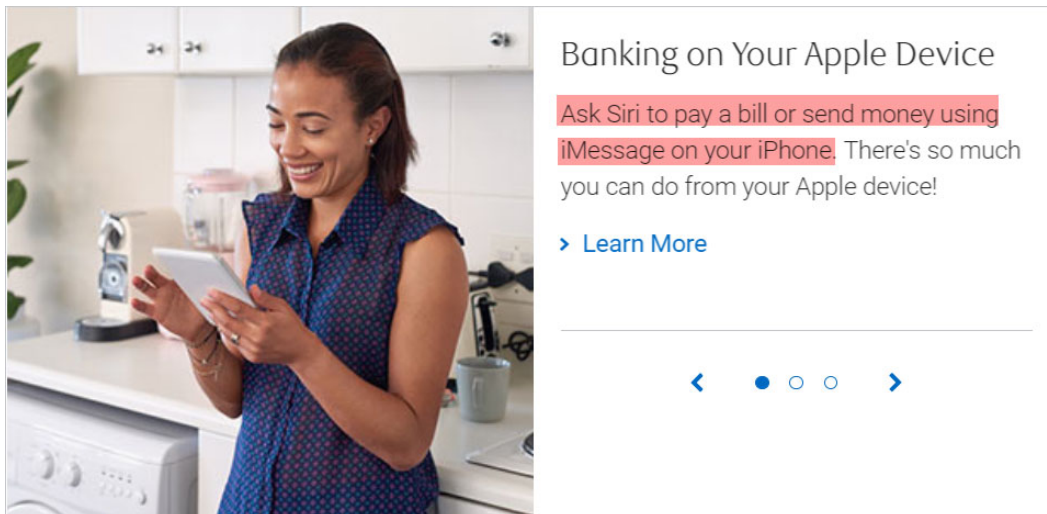 Banking on Your Apple Device
Ask Siri to pay a bill or send money using
iMessage on your iPhone. There's so much
you can do from your Apple device!
Learn More